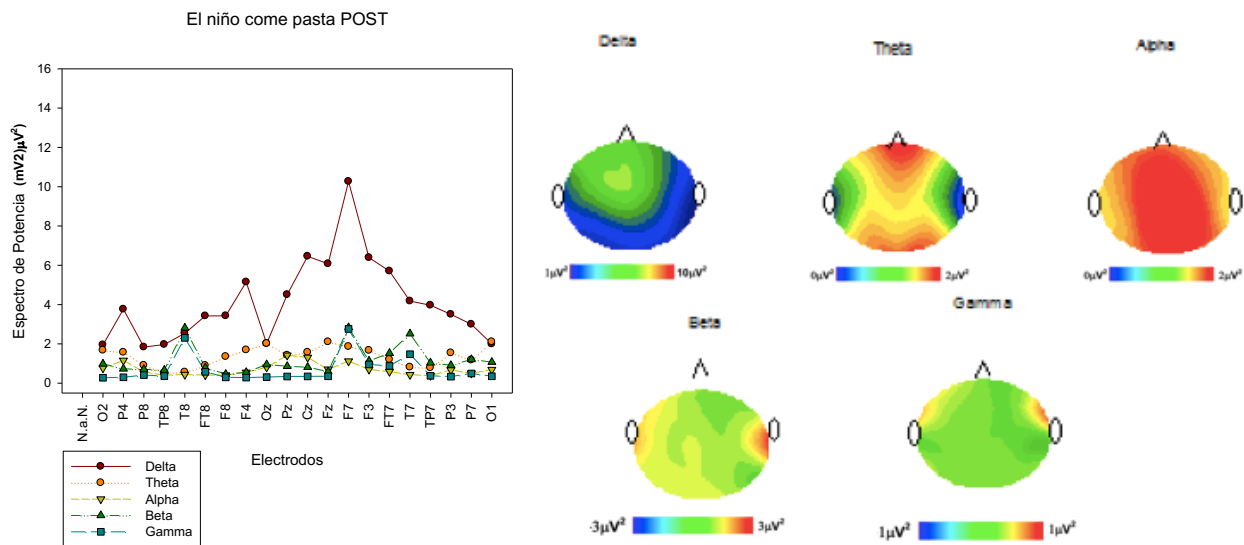 El niño come pasta POST
Espectro de Potencia (mV2)µV²
16
14
12
10
8
6
4
2
0
N.a.N.
O2
P4
P8
TP8
T8
FT8
F8
F4
Oz
Pz
Cz
Fz
F7
F3
FT7
T7
TP7
P3
P7
O1
Electrodos
Delta
Theta
Alpha
Beta
Gamma
Delta
1µV² 10µV²
Theta
0µV² 2µV²
Alpha
0µV² 2µV²
Beta
-3µV² 3µV²
Gamma
1µV² 1µV²